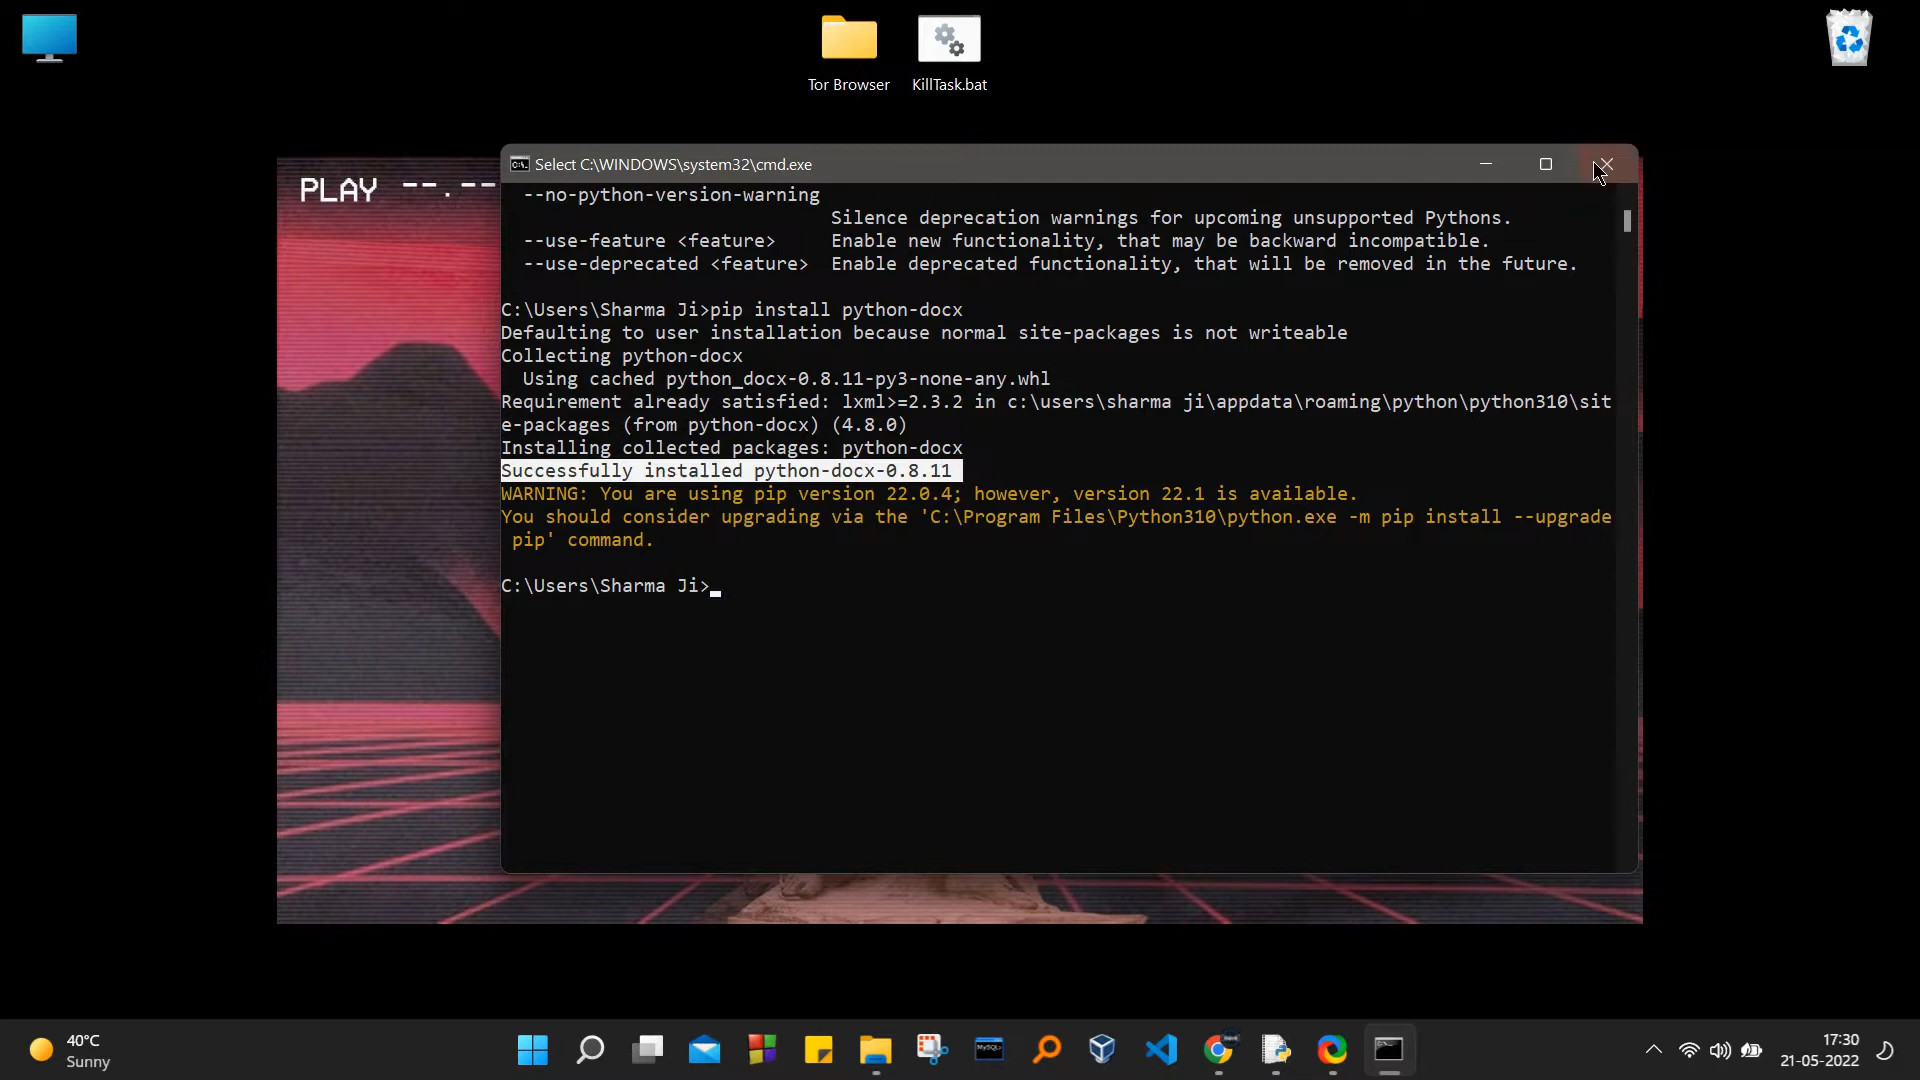 Tor Browser
KillTask.bat
PLAY --.--
Select C:\WINDOWS\system32\cmd.exe
--no-python-version-warning
Silence deprecation warnings for upcoming unsupported Pythons.
--use-feature <feature> Enable new functionality, that may be backward incompatible.
--use-deprecated <feature> Enable deprecated functionality, that will be removed in the future.
C:\Users\Sharma Ji>pip install python-docx
Defaulting to user installation because normal site-packages is not writeable
Collecting python-docx
Using cached python_docx-0.8.11-py3-none-any.whl
Requirement already satisfied: lxml>=2.3.2 in c:\users\sharma ji\appdata\roaming\python\python310\sit
e-packages (from python-docx) (4.8.0)
Installing collected packages: python-docx
Successfully installed python-docx-0.8.11
WARNING: You are using pip version 22.0.4; however, version 22.1 is available.
You should consider upgrading via the 'C:\Program Files\Python310\python.exe -m pip install --upgrade
pip' command.
C:\Users\Sharma Ji>
40°C
Sunny
MySQL>
17:30
21-05-2022